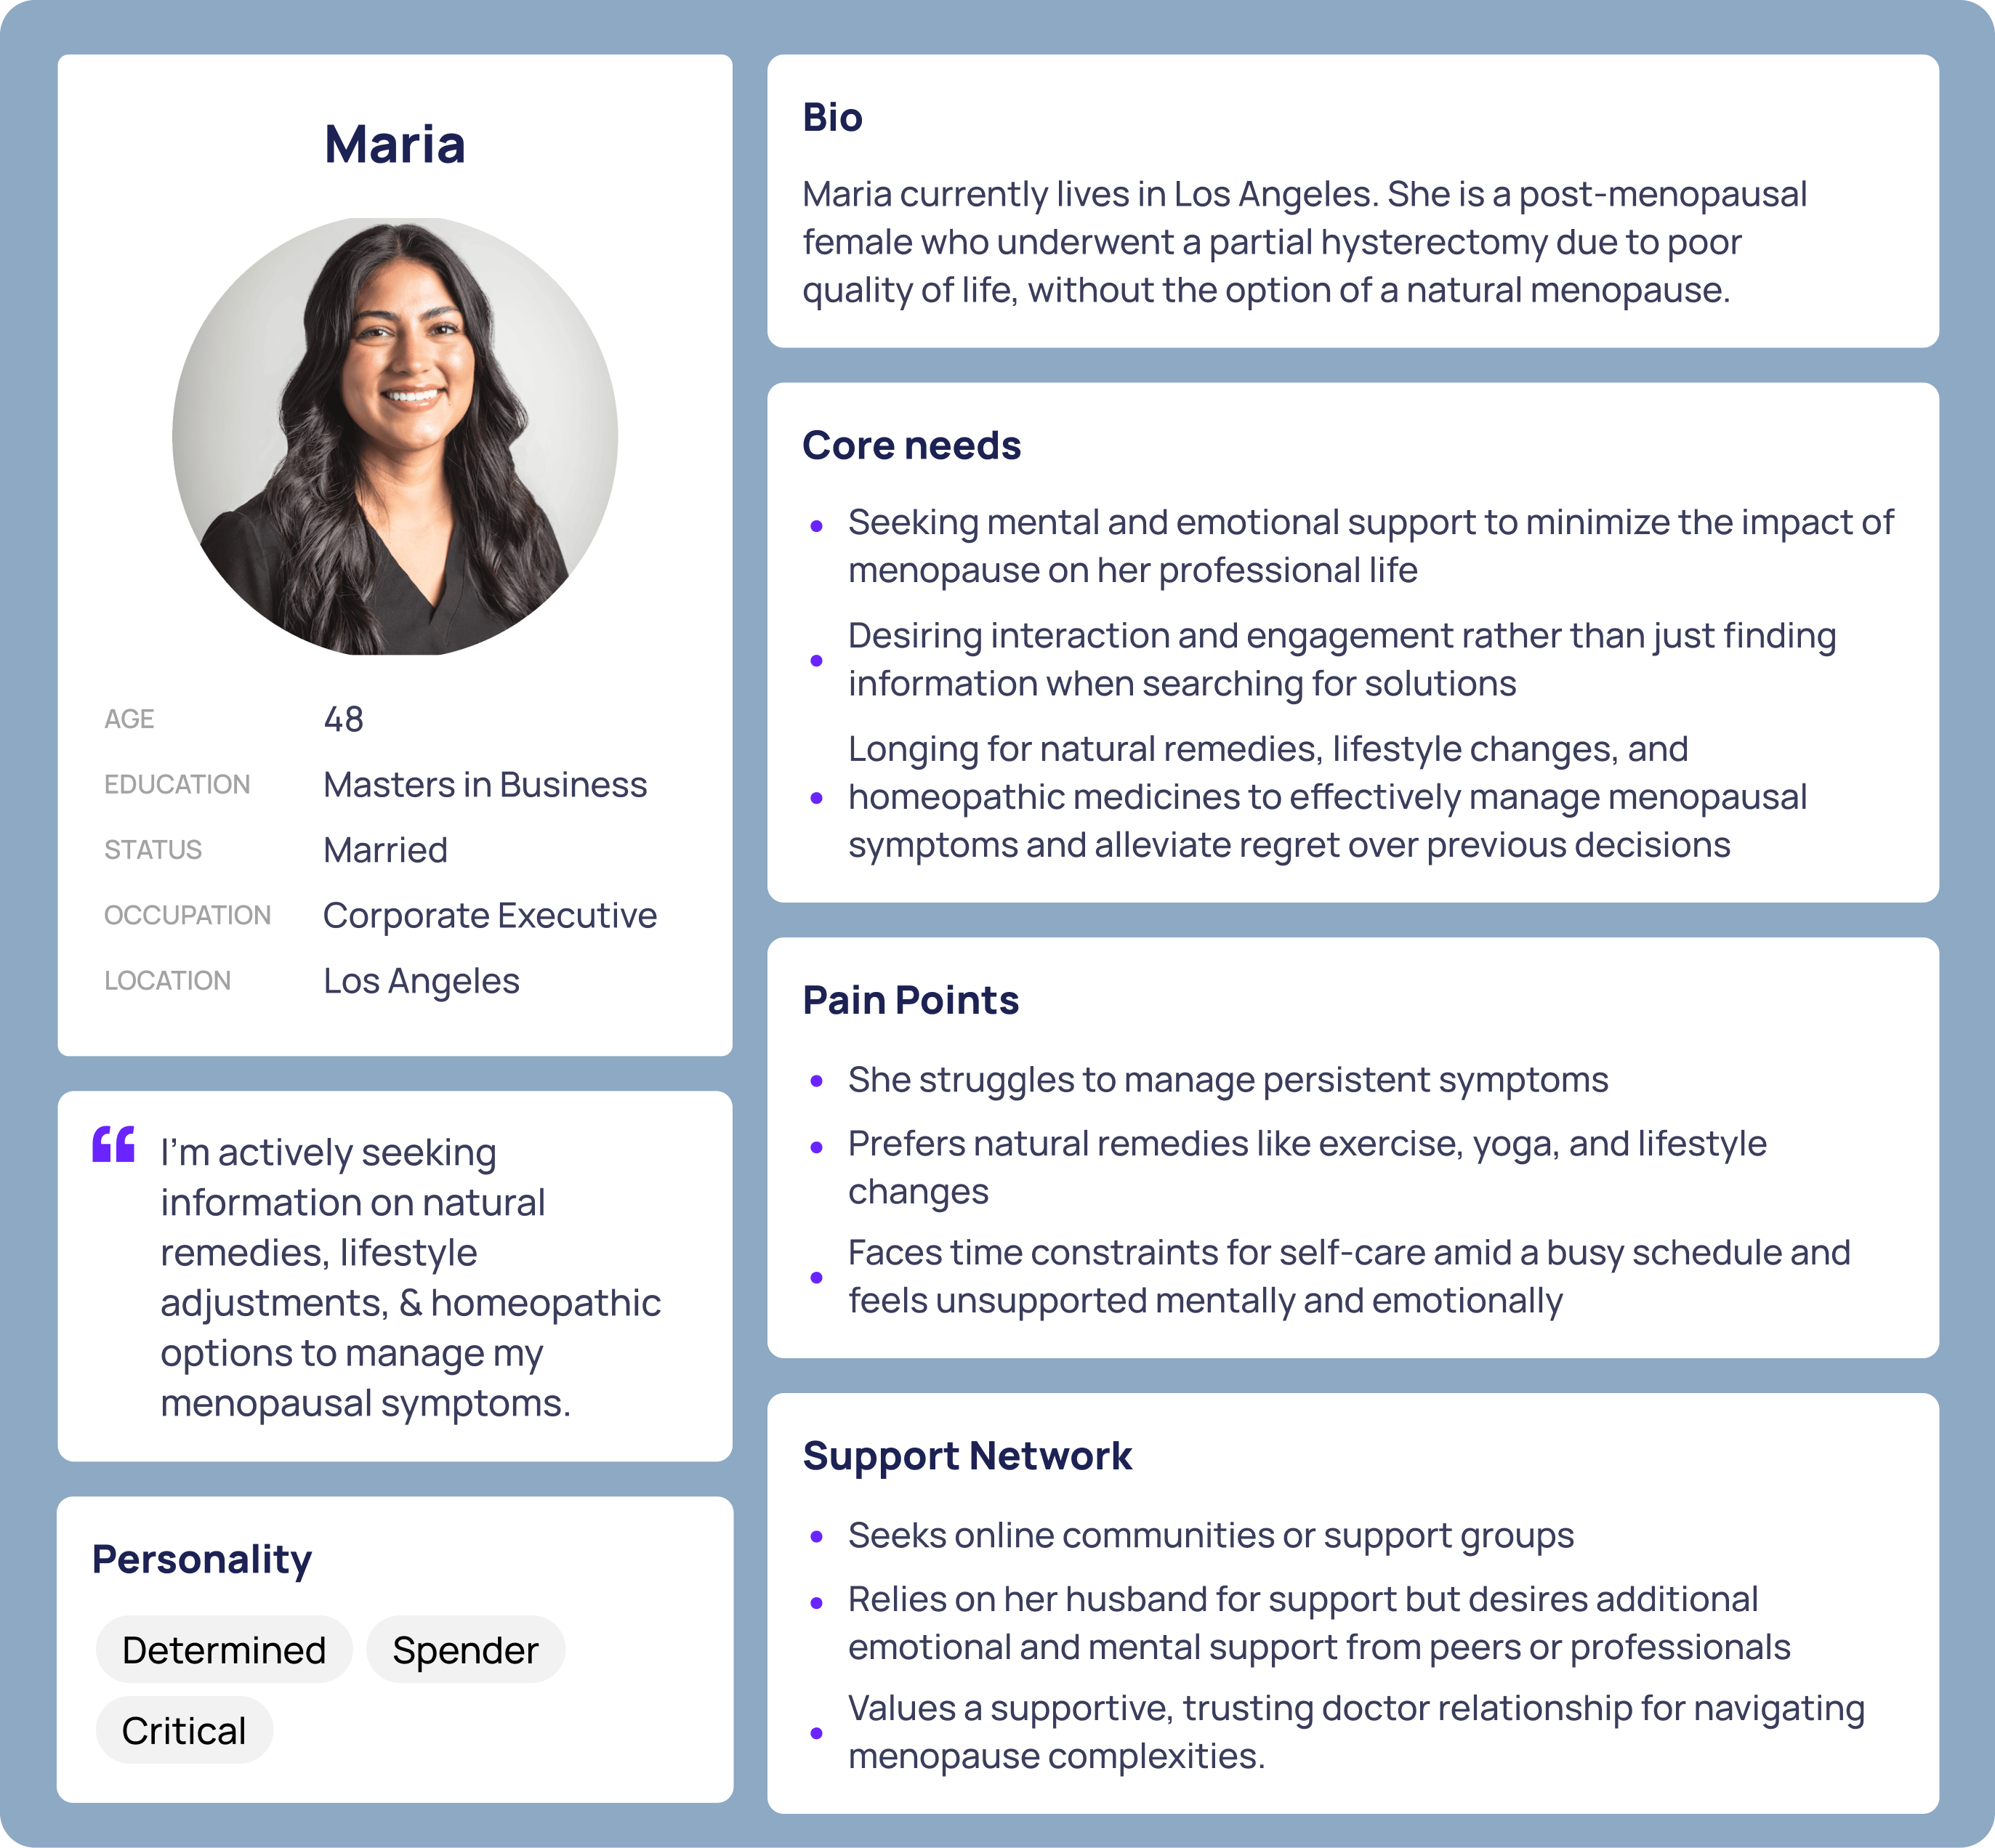 Maria
AGE 48
EDUCATION Masters in Business
STATUS Married
OCCUPATION Corporate Executive
LOCATION Los Angeles
“ I’m actively seeking
information on natural
remedies, lifestyle
adjustments, & homeopathic
options to manage my
menopausal symptoms.
Personality
Determined Spender
Critical
Bio
Maria currently lives in Los Angeles. She is a post-menopausal
female who underwent a partial hysterectomy due to poor
quality of life, without the option of a natural menopause.
Core needs
• Seeking mental and emotional support to minimize the impact of
menopause on her professional life
• Desiring interaction and engagement rather than just finding
information when searching for solutions
• Longing for natural remedies, lifestyle changes, and
homeopathic medicines to effectively manage menopausal
symptoms and alleviate regret over previous decisions
Pain Points
• She struggles to manage persistent symptoms
• Prefers natural remedies like exercise, yoga, and lifestyle
changes
• Faces time constraints for self-care amid a busy schedule and
feels unsupported mentally and emotionally
Support Network
• Seeks online communities or support groups
• Relies on her husband for support but desires additional
emotional and mental support from peers or professionals
• Values a supportive, trusting doctor relationship for navigating
menopause complexities.